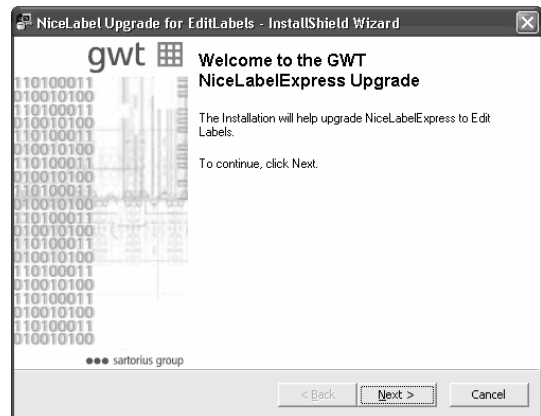 NiceLabel Upgrade for EditLabels - InstallShield Wizard
gwt
Welcome to the GWT
NiceLabelExpress Upgrade
The Installation will help upgrade NiceLabelExpress to Edit
Labels.
To continue, click Next.
110100011
010010100
110100011
010010100
110100011
010010100
110100011
010010100
110100011
010010100
110100011
010010100
110100011
010010100
110100011
010010100
110100011
010010100
110100011
010010100
sartorius group
< Back
Next >
Cancel